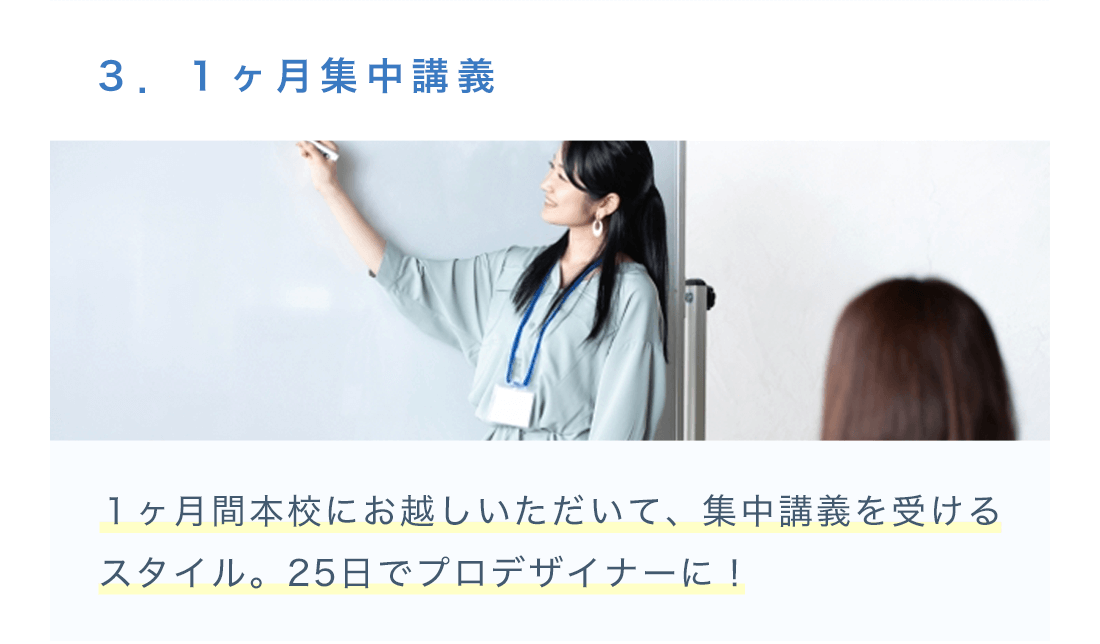 ３．１ヶ月集中講義
１ヶ月間本校にお越しいただいて、集中講義を受ける
スタイル。25日でプロデザイナーに！